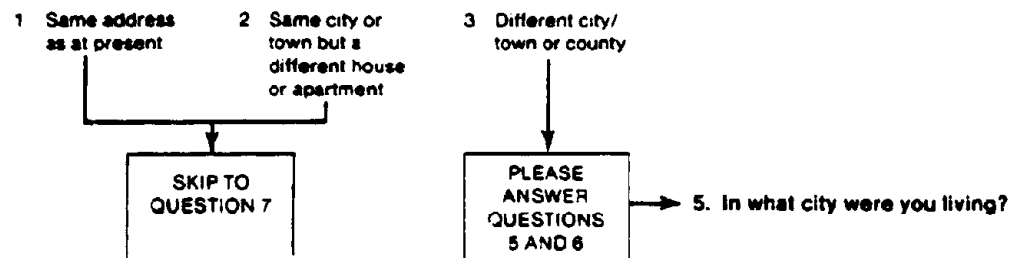 1 Same address
as at present
2 Same city or
town but a
different house
or apartment
3 Different city/
town or county
SKIP TO
QUESTION 7
PLEASE
ANSWER
QUESTIONS
5 AND 6
5. In what city were you living?